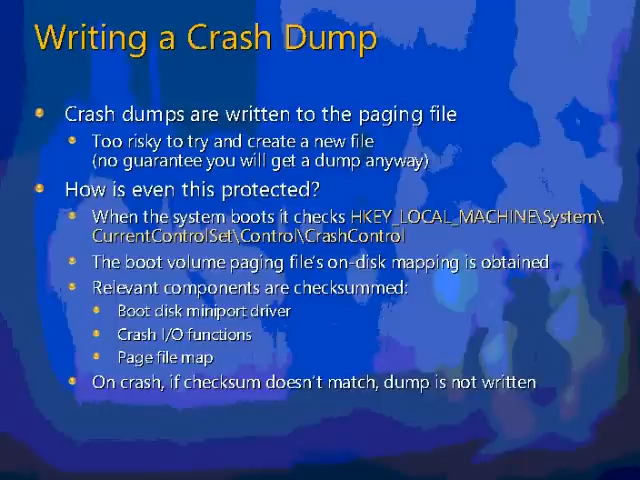 Writing a Crash Dump
Crash dumps are written to the paging file
Too risky to try and create a new file
(no guarantee you will get a dump anyway)
How is even this protected?
When the system boots it checks HKEY_LOCAL_MACHINE\System\
CurrentControlSet\Control\CrashControl
The boot volume paging file's on-disk mapping is obtained
Relevant components are checksummed:
Boot disk miniport driver
Crash I/O functions
Page file map
On crash, if checksum doesn't match, dump is not written